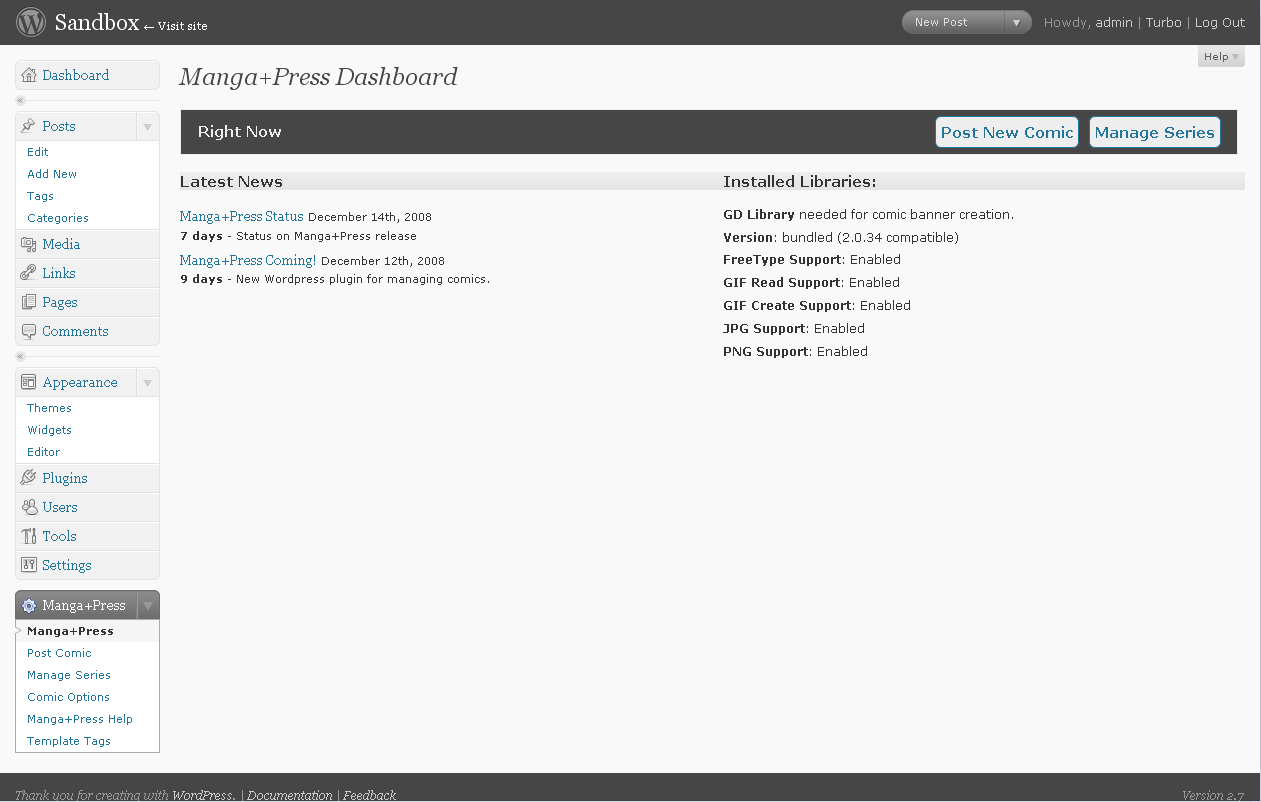 Sandbox ← Visit site
New Post
Howdy, admin | Turbo | Log Out
Help
Dashboard
Posts
Edit
Add New
Tags
Categories
Media
Links
Pages
Comments
Appearance
Themes
Widgets
Editor
Plugins
Users
Tools
Settings
Manga+Press
Manga+Press
Post Comic
Manage Series
Comic Options
Manga+Press Help
Template Tags
Manga+Press Dashboard
Right Now
Post New Comic
Manage Series
Latest News
Manga+Press Status December 14th, 2008
7 days - Status on Manga+Press release
Manga+Press Coming! December 12th, 2008
9 days - New Wordpress plugin for managing comics.
Installed Libraries:
GD Library needed for comic banner creation.
Version: bundled (2.0.34 compatible)
FreeType Support: Enabled
GIF Read Support: Enabled
GIF Create Support: Enabled
JPG Support: Enabled
PNG Support: Enabled
Thank you for creating with WordPress. | Documentation | Feedback
Version 2.7